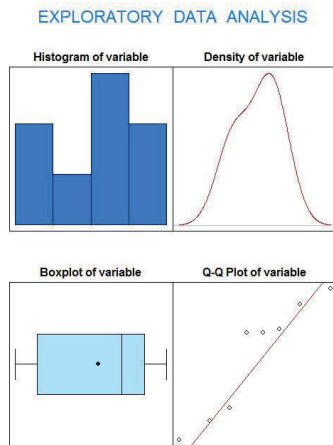 EXPLORATORY DATA ANALYSIS
Histogram of variable
Density of variable
Boxplot of variable
Q-Q Plot of variable